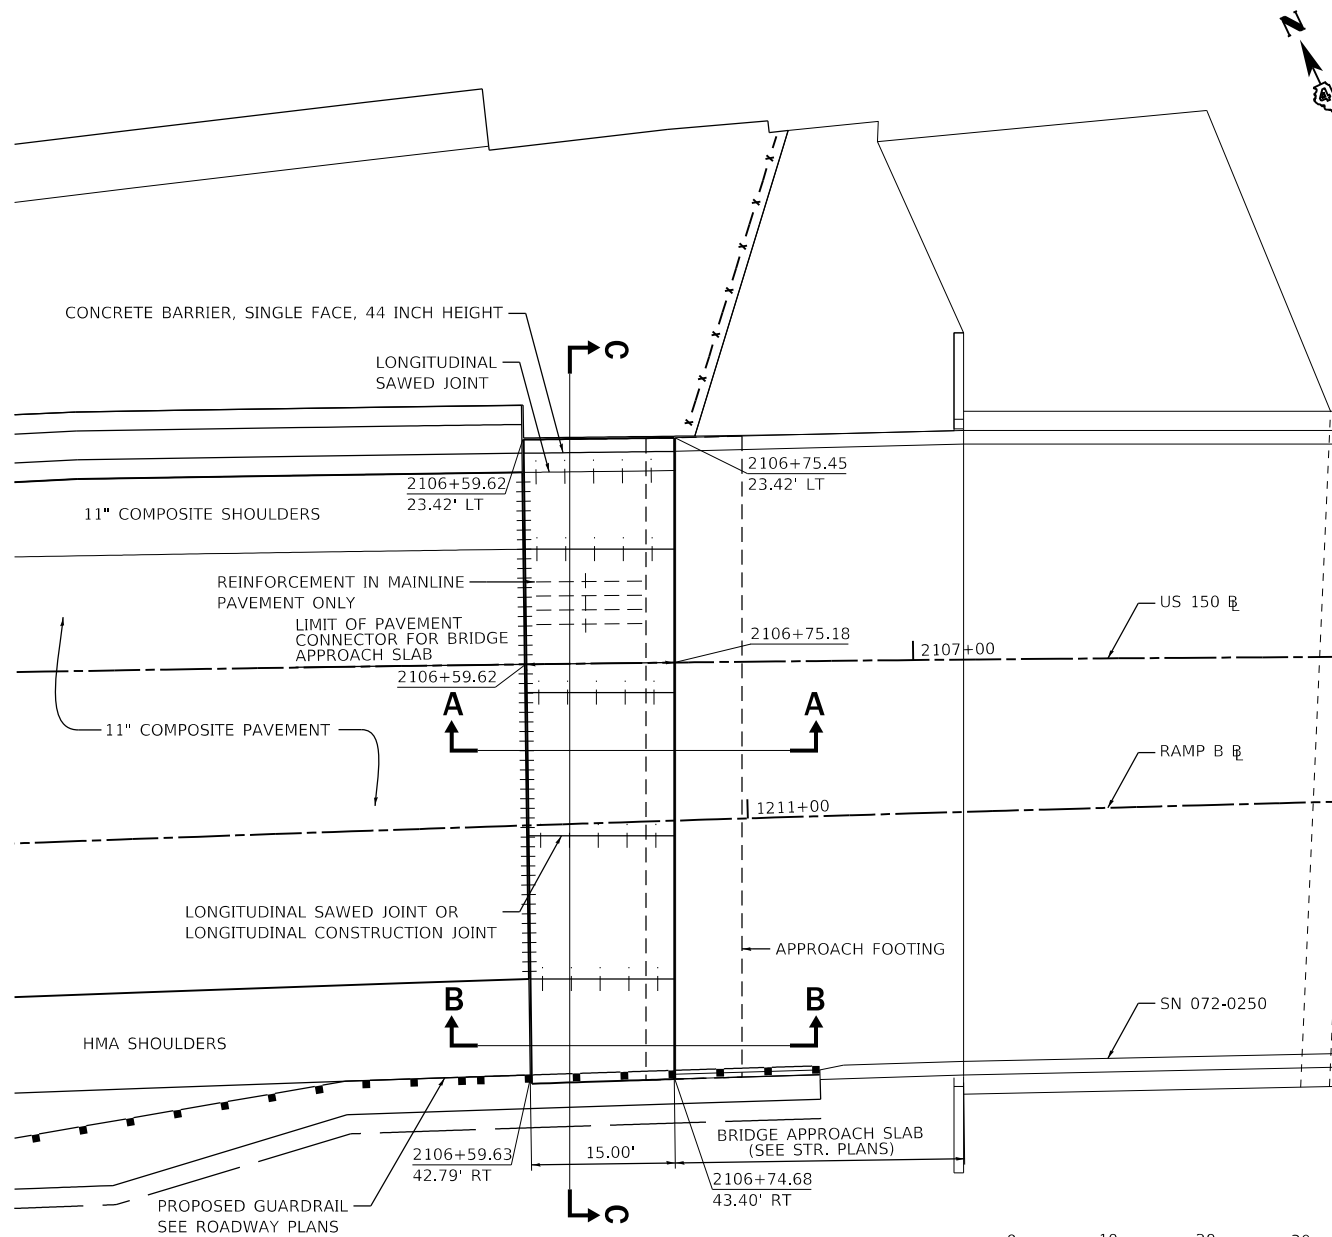 N
CONCRETE BARRIER, SINGLE FACE, 44 INCH HEIGHT
C
LONGITUDINAL
SAWED JOINT
2106+59.62
23.42' LT
2106+75.45
23.42' LT
11" COMPOSITE SHOULDERS
REINFORCEMENT IN MAINLINE
PAVEMENT ONLY
LIMIT OF PAVEMENT
CONNECTOR FOR BRIDGE
APPROACH SLAB
2106+59.62
2106+75.18
2107+00
US 150 BL
A
A
11" COMPOSITE PAVEMENT
RAMP B BL
1211+00
LONGITUDINAL SAWED JOINT OR
LONGITUDINAL CONSTRUCTION JOINT
APPROACH FOOTING
B
B
SN 072-0250
HMA SHOULDERS
2106+59.63
42.79' RT
15.00'
BRIDGE APPROACH SLAB
(SEE STR. PLANS)
2106+74.68
43.40' RT
PROPOSED GUARDRAIL
SEE ROADWAY PLANS
C